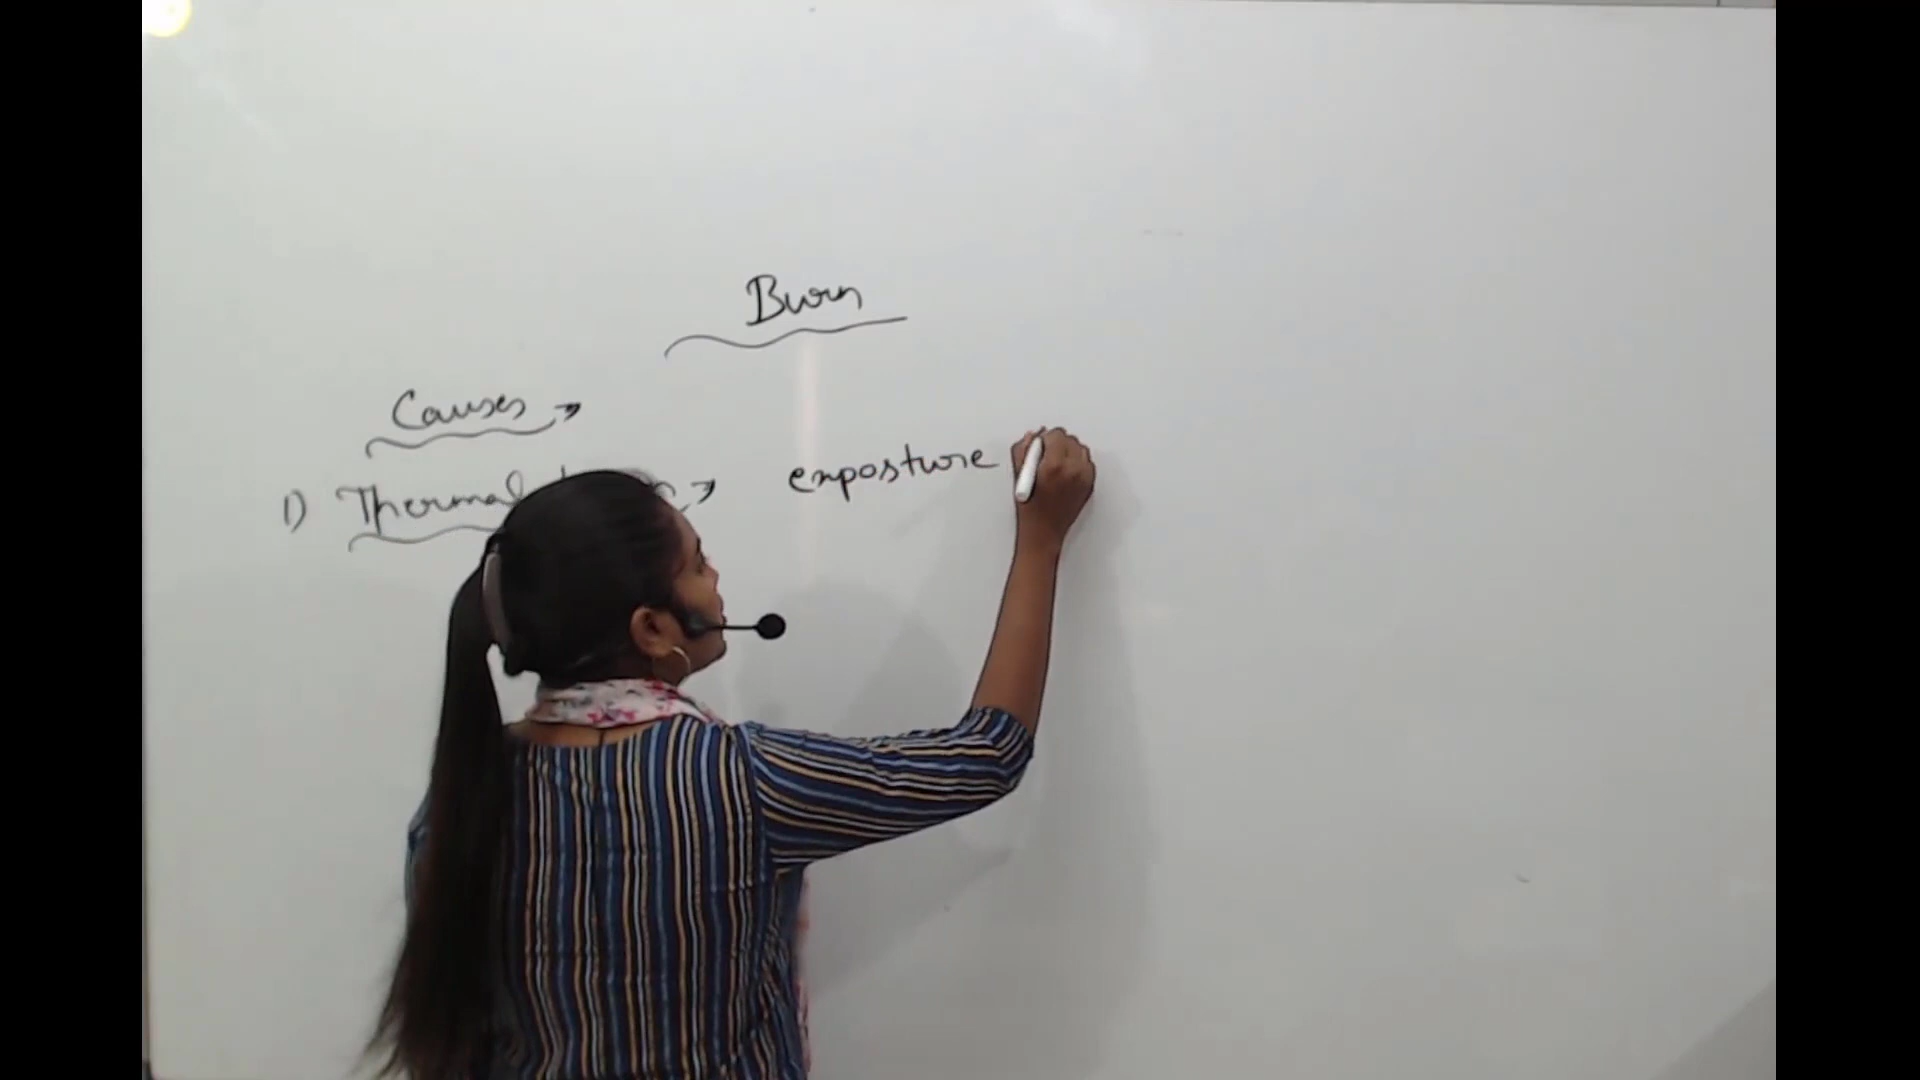 Burn
Causes →
1) Thermal → exposture